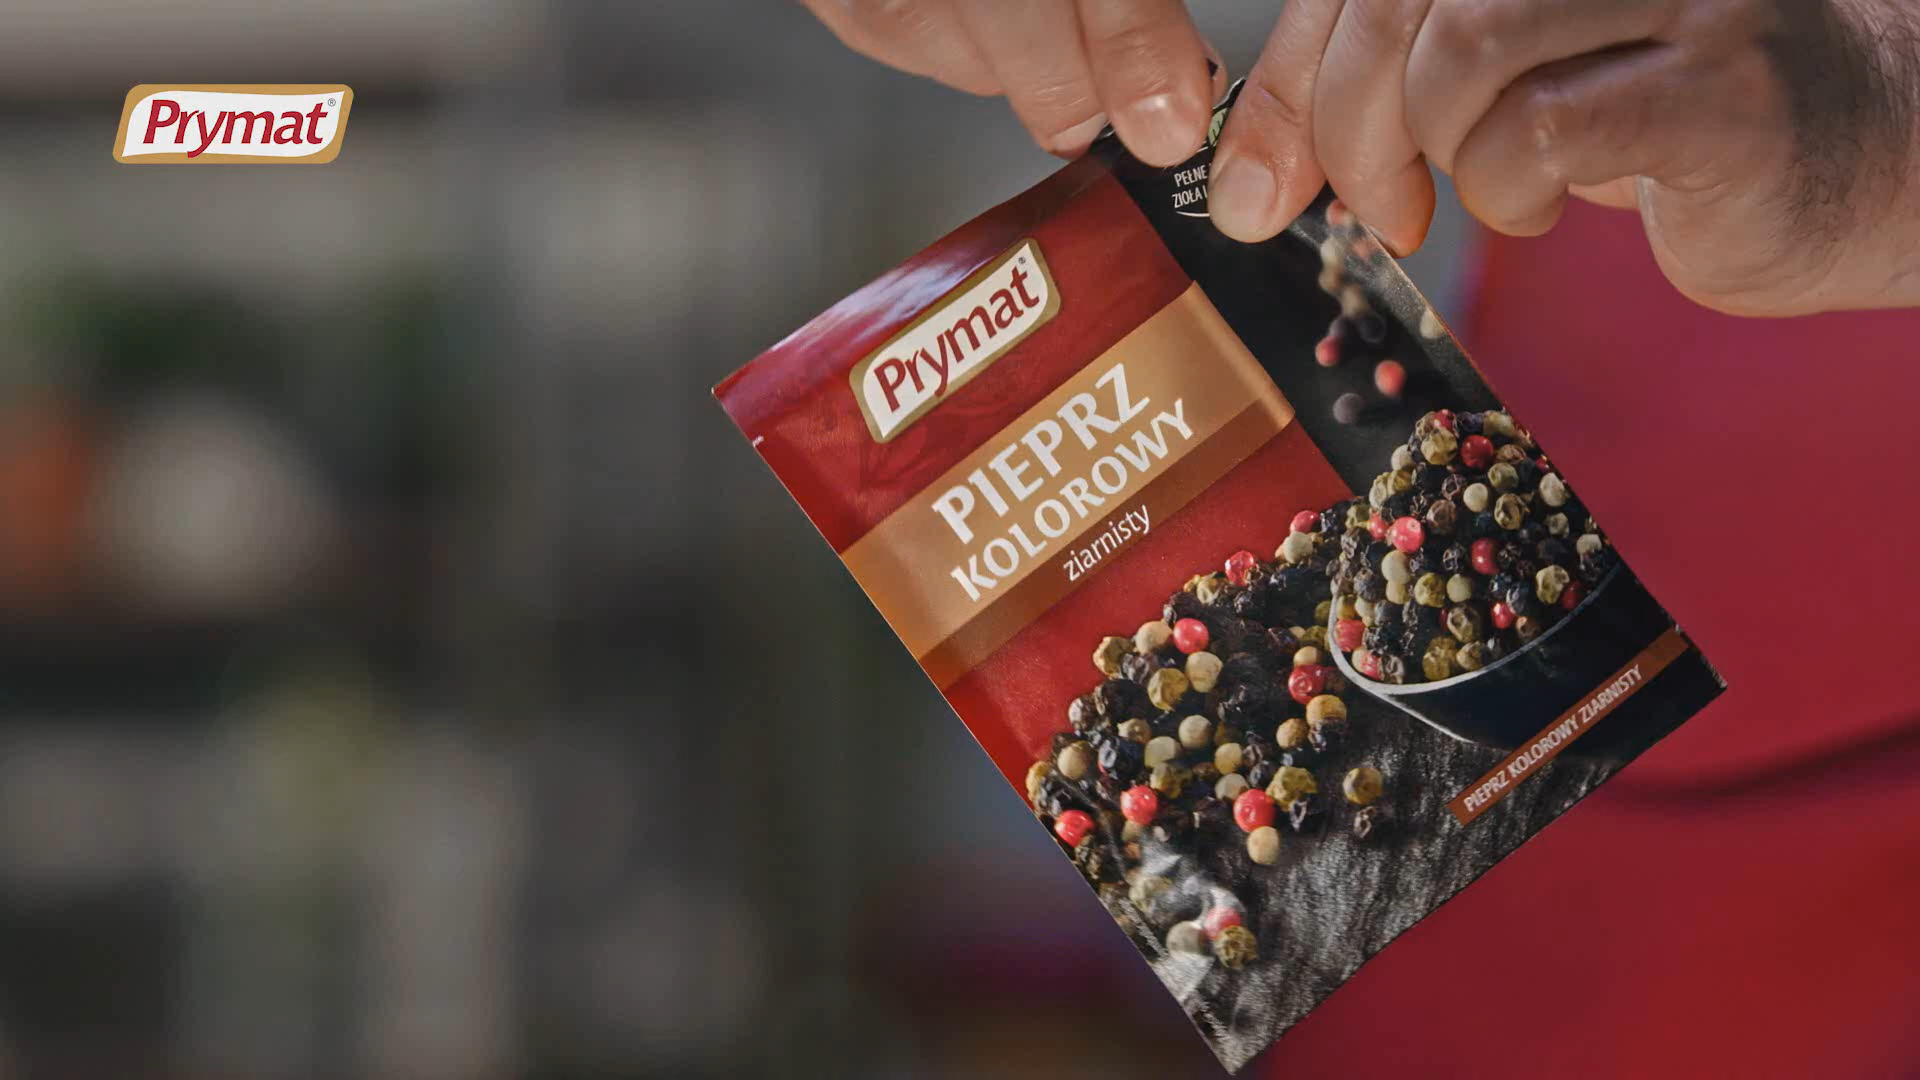 Prymat®
PEŁNE
ZIOŁA
Prymat®
PIEPRZ
KOLOROWY
ziarnisty
PIEPRZ KOLOROWY ZIARNISTY